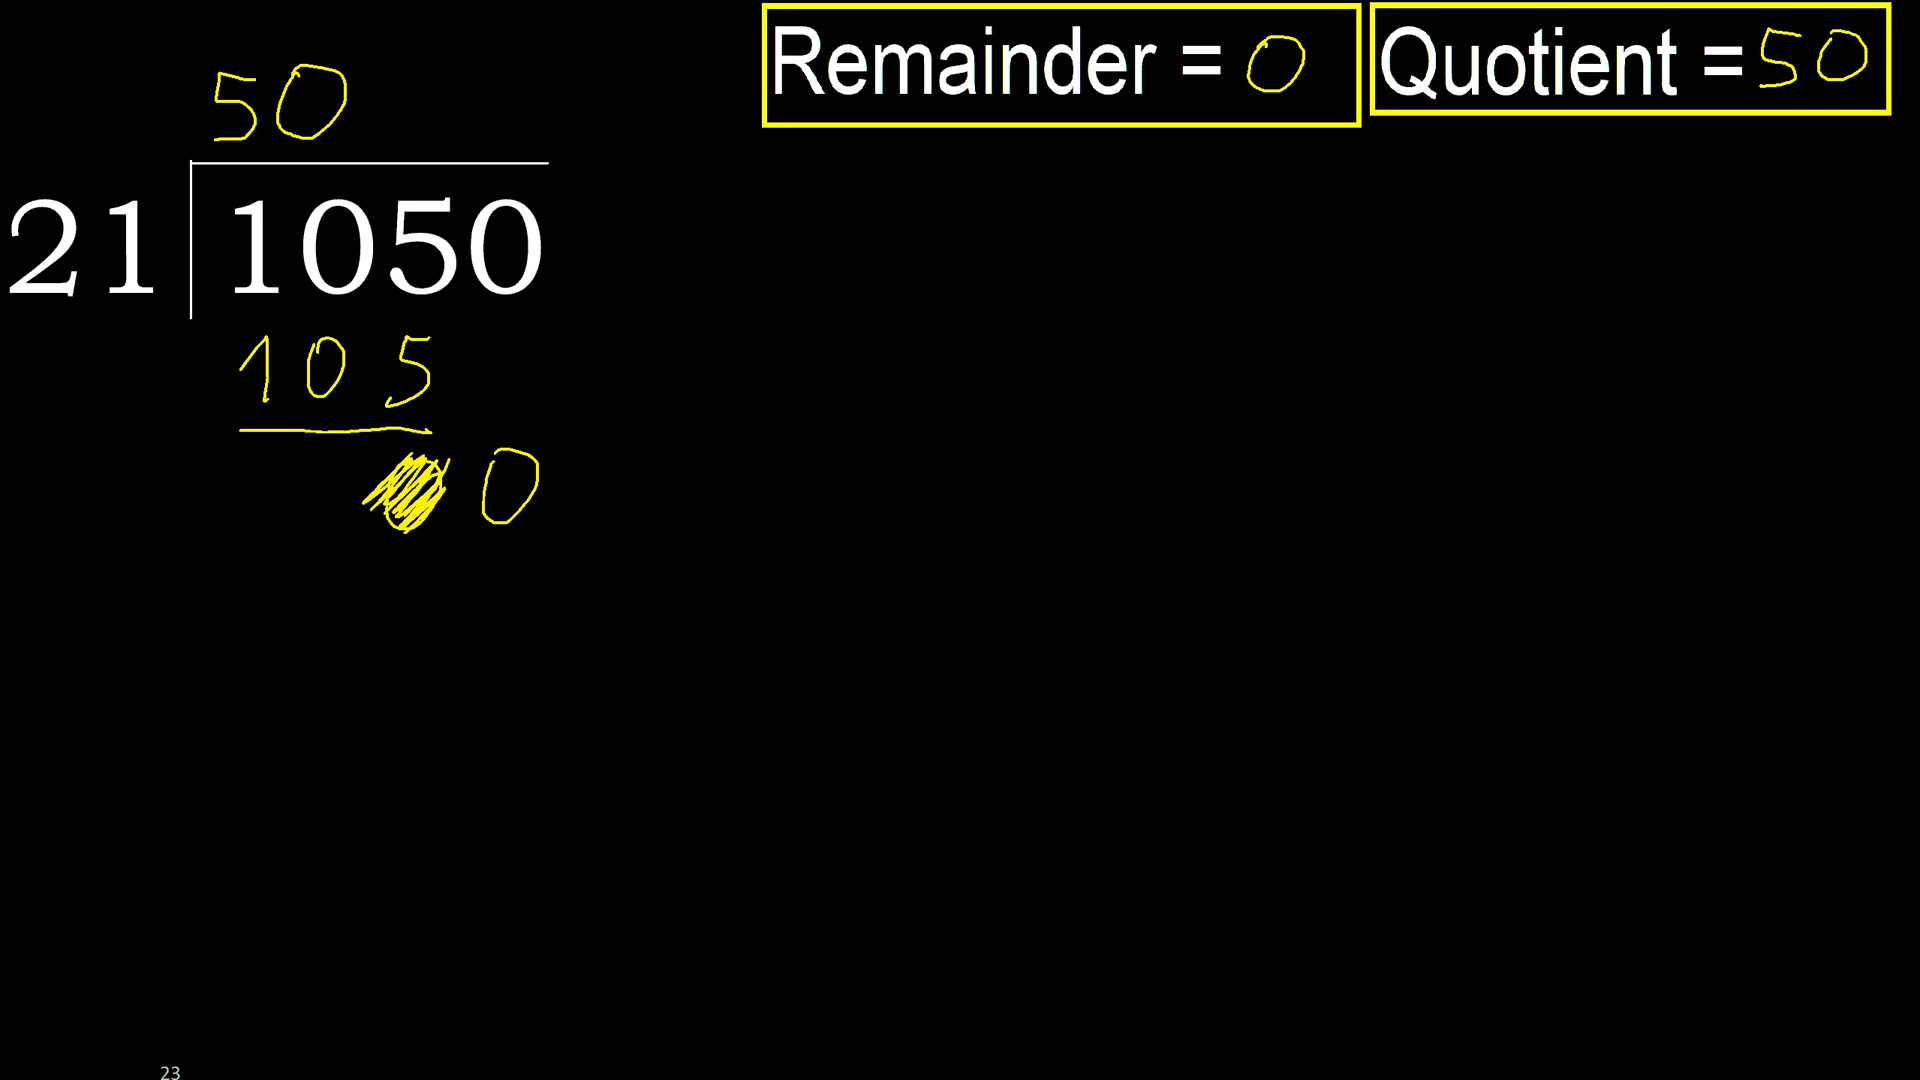 Remainder = 0
Quotient = 50
50
21 1050
105
0
23